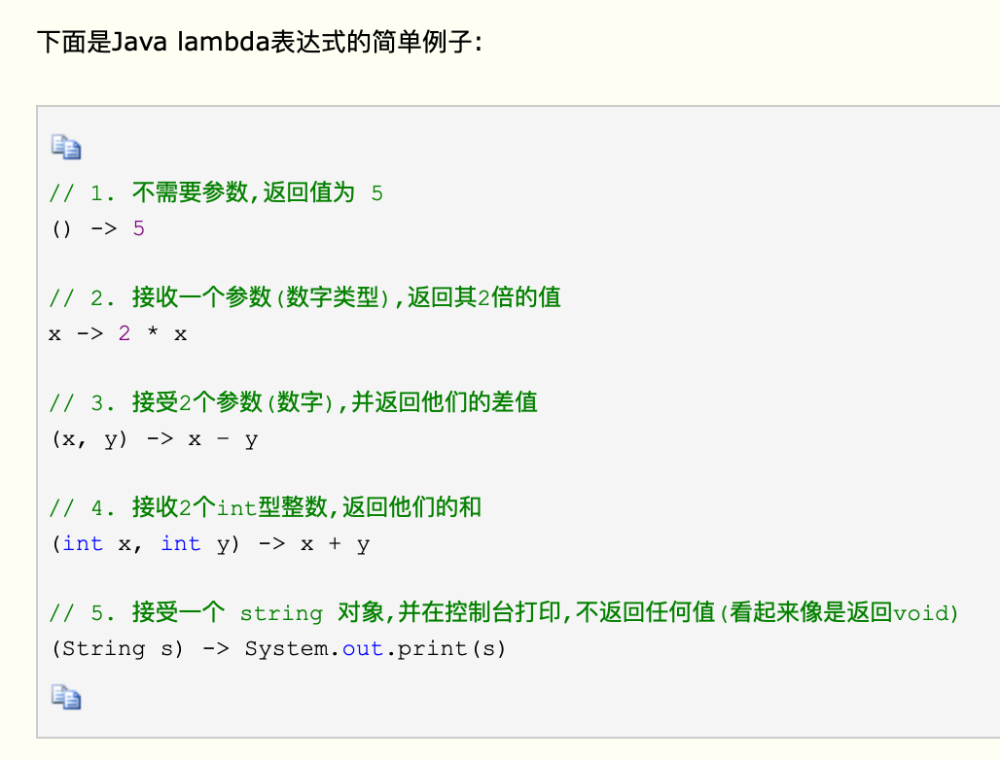 下面是Java lambda表达式的简单例子:
// 1. 不需要参数,返回值为 5
() -> 5
// 2. 接收一个参数(数字类型),返回其2倍的值
x -> 2 * x
// 3. 接受2个参数(数字),并返回他们的差值
(x, y) -> x – y
// 4. 接收2个int型整数,返回他们的和
(int x, int y) -> x + y
// 5. 接受一个 string 对象,并在控制台打印,不返回任何值(看起来像是返回void)
(String s) -> System.out.print(s)